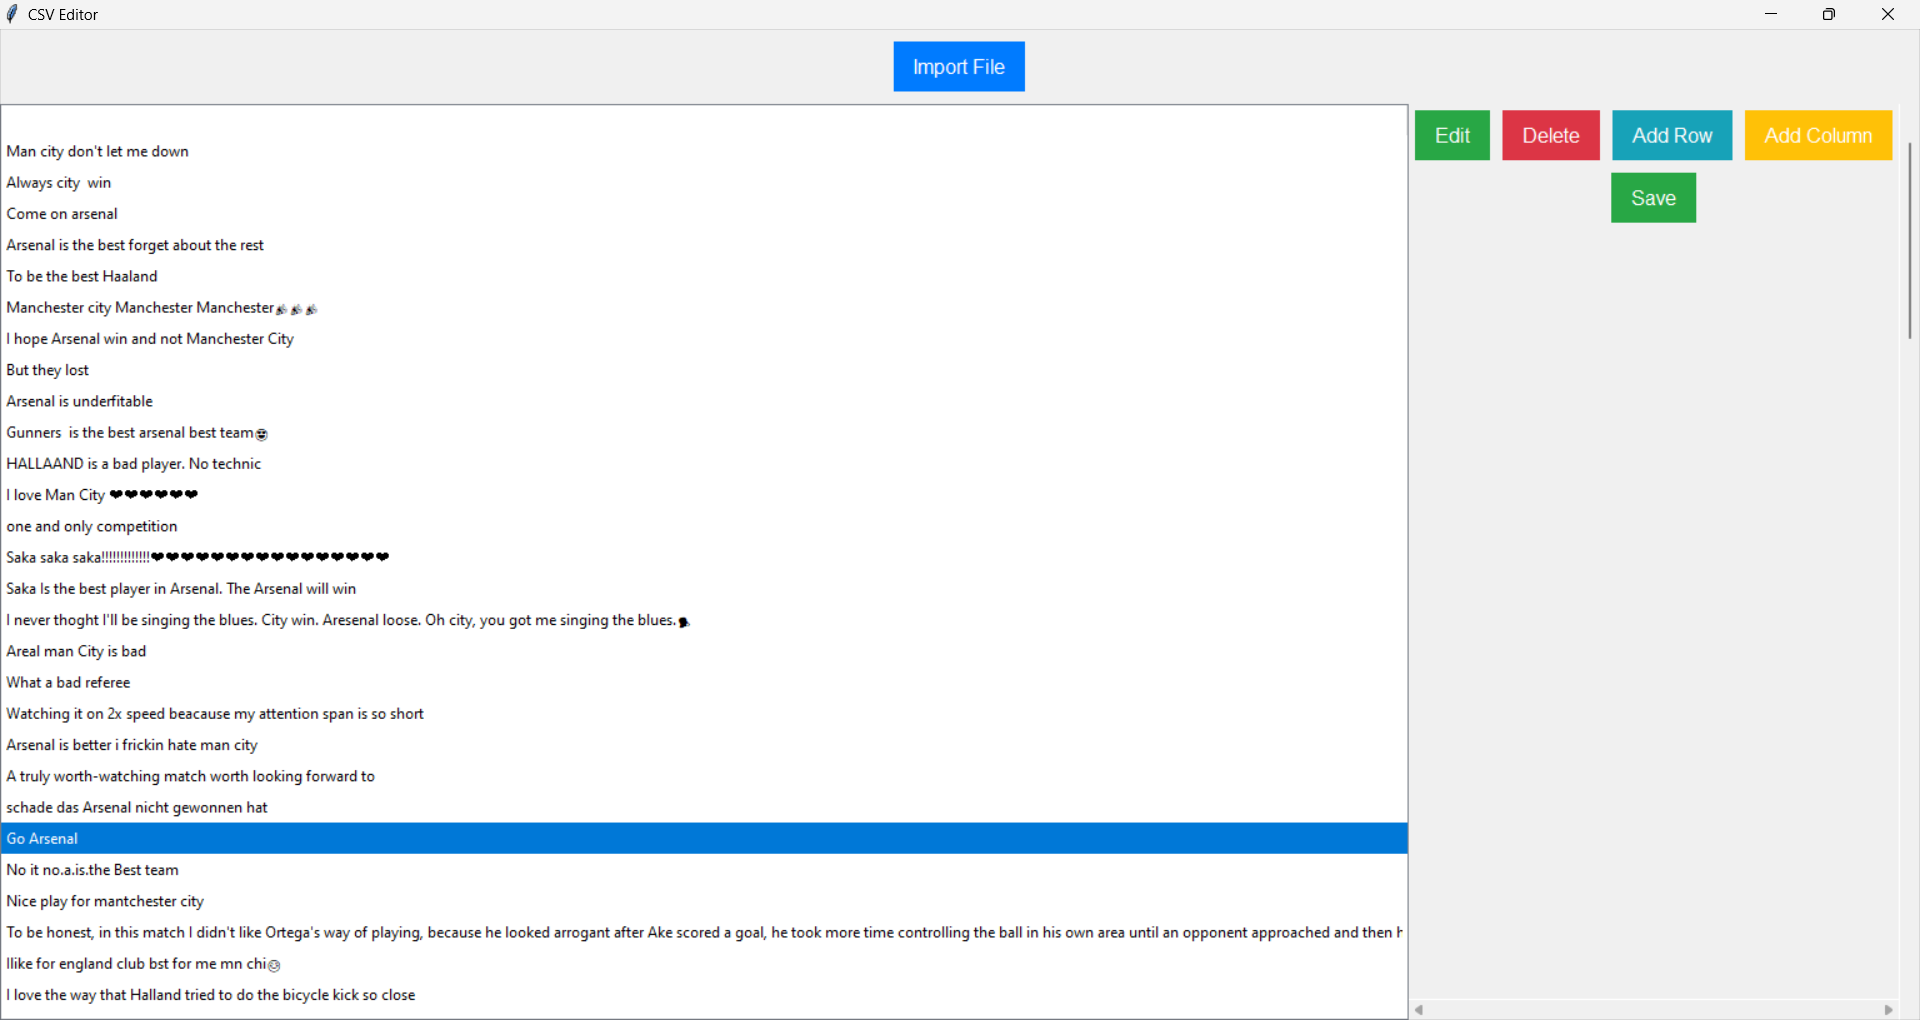 CSV Editor
Import File
Edit Delete Add Row Add Column
Save
Man city don't let me down
Always city  win
Come on arsenal
Arsenal is the best forget about the rest
To be the best Haaland
Manchester city Manchester Manchester🎉🎉🎉
I hope Arsenal win and not Manchester City
But they lost
Arsenal is underfitable
Gunners  is the best arsenal best team😍
HALLAAND is a bad player. No technic
I love Man City ❤❤❤❤❤❤
one and only competition
Saka saka saka!!!!!!!!!!!!!❤❤❤❤❤❤❤❤❤❤❤❤❤❤❤❤
Saka Is the best player in Arsenal. The Arsenal will win
I never thoght I'll be singing the blues. City win. Aresenal loose. Oh city, you got me singing the blues.
Areal man City is bad
What a bad referee
Watching it on 2x speed beacause my attention span is so short
Arsenal is better i frickin hate man city
A truly worth-watching match worth looking forward to
schade das Arsenal nicht gewonnen hat
Go Arsenal
No it no.a.is.the Best team
Nice play for mantchester city
To be honest, in this match I didn't like Ortega's way of playing, because he looked arrogant after Ake scored a goal, he took more time controlling the ball in his own area until an opponent approached and then
Ilike for england club bst for me mn chi
I love the way that Halland tried to do the bicycle kick so close